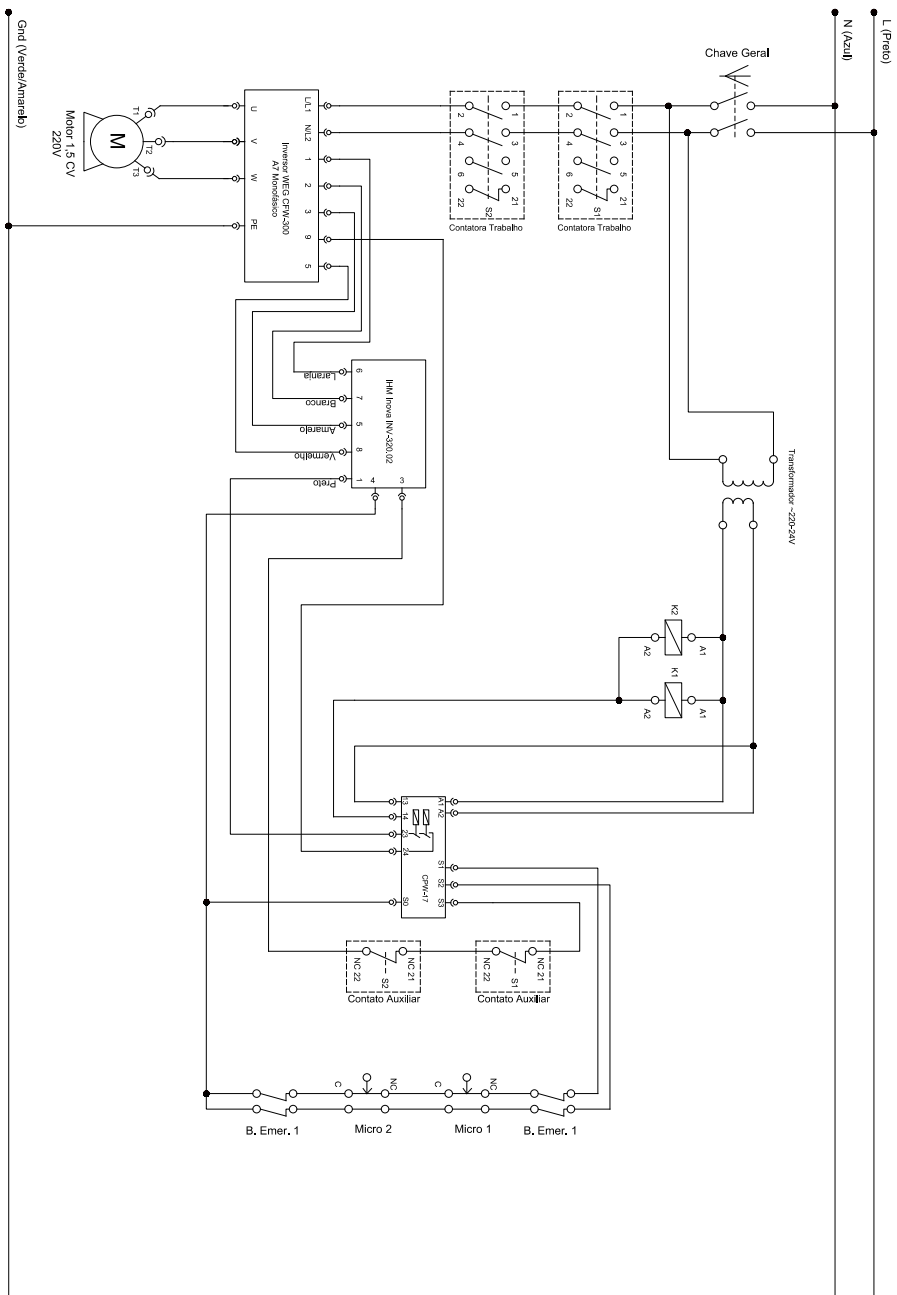 L (Preto)
N (Azul)
Gnd (Verde/Amarelo)
Chave Geral
1
3
5
21
2
4
6
22
S2
Contatora Trabalho
1
3
5
21
2
4
6
22
S1
Contatora Trabalho
L/L1
N/L2
1
2
3
9
5
Inversor WEG CFW-300
A7 Monofásico
U
V
W
PE
T1
T2
T3
M
Motor 1,5 CV
220V
Transformador ~220-24V
IHM Inova INV-320.02
6
7
5
8
1
4
3
Laranja
Branco
Amarelo
Vermelho
Preto
K2
A1
A2
K1
A1
A2
A1
A2
S1
S2
S3
13
14
23
24
S0
CPW-17
NC 21
NC 22
S2
Contato Auxiliar
NC 21
NC 22
S1
Contato Auxiliar
C
NC
C
NC
B. Emer. 1
Micro 2
Micro 1
B. Emer. 1